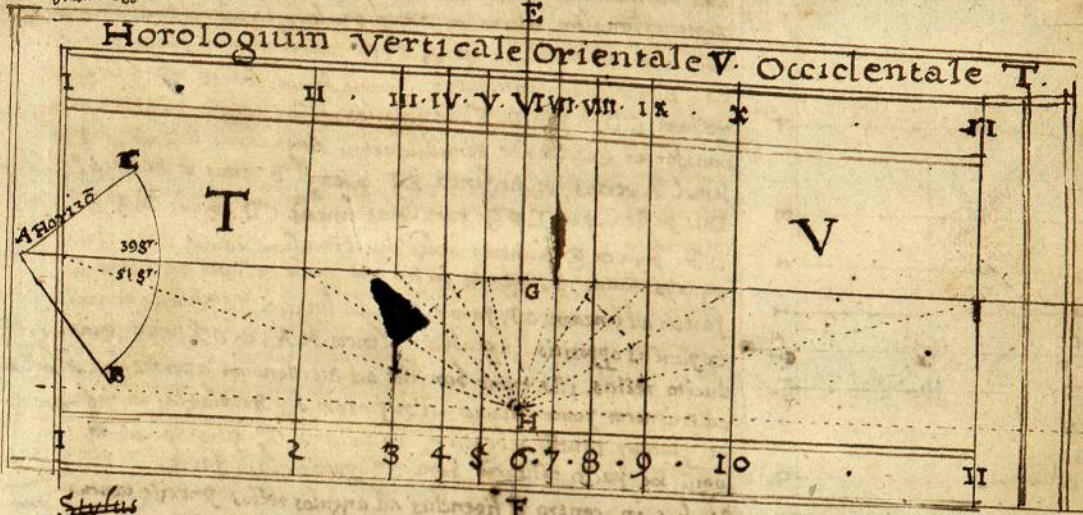 E
Horologium Verticale Orientale V. Occidentale T.
I II III IV V VI VII VIII IX X II
C
T V
A Horizō
39 gr.
51 gr.
G
B
H
I 2 3 4 5 6 7 8 9 10 II
F
Stylus